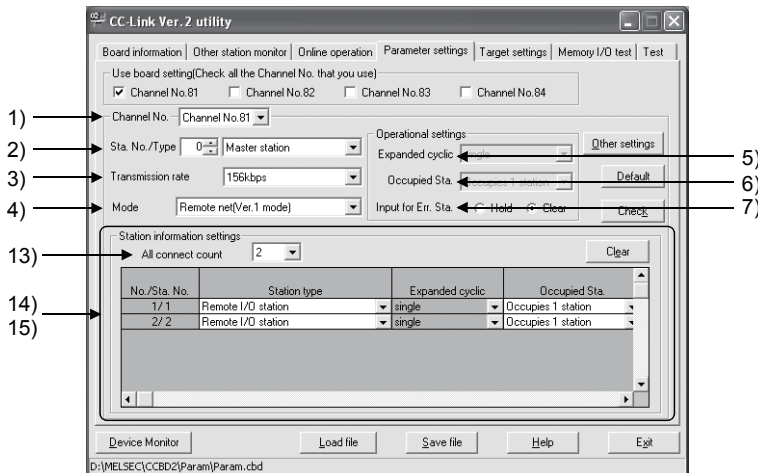 CC-Link Ver. 2 utility
Board information Other station monitor Online operation Parameter settings Target settings Memory I/O test Test
Use board setting(Check all the Channel No. that you use)
Channel No.81 Channel No.82 Channel No.83 Channel No.84
1) Channel No. Channel No.81
Operational settings
2) Sta. No./Type 0 Master station
Expanded cyclic single 5)
Other settings
3) Transmission rate 156kbps
Occupied Sta. Occupies 1 station 6)
Default
4) Mode Remote net(Ver.1 mode)
Input for Err. Sta. Hold Clear 7)
Check
Station information settings
13) All connect count 2 Clear
No./Sta. No. Station type Expanded cyclic Occupied Sta.
14) 1/ 1 Remote I/O station single Occupies 1 station
15) 2/ 2 Remote I/O station single Occupies 1 station
Device Monitor Load file Save file Help Exit
D:\MELSEC\CCBD2\Param\Param.cbd